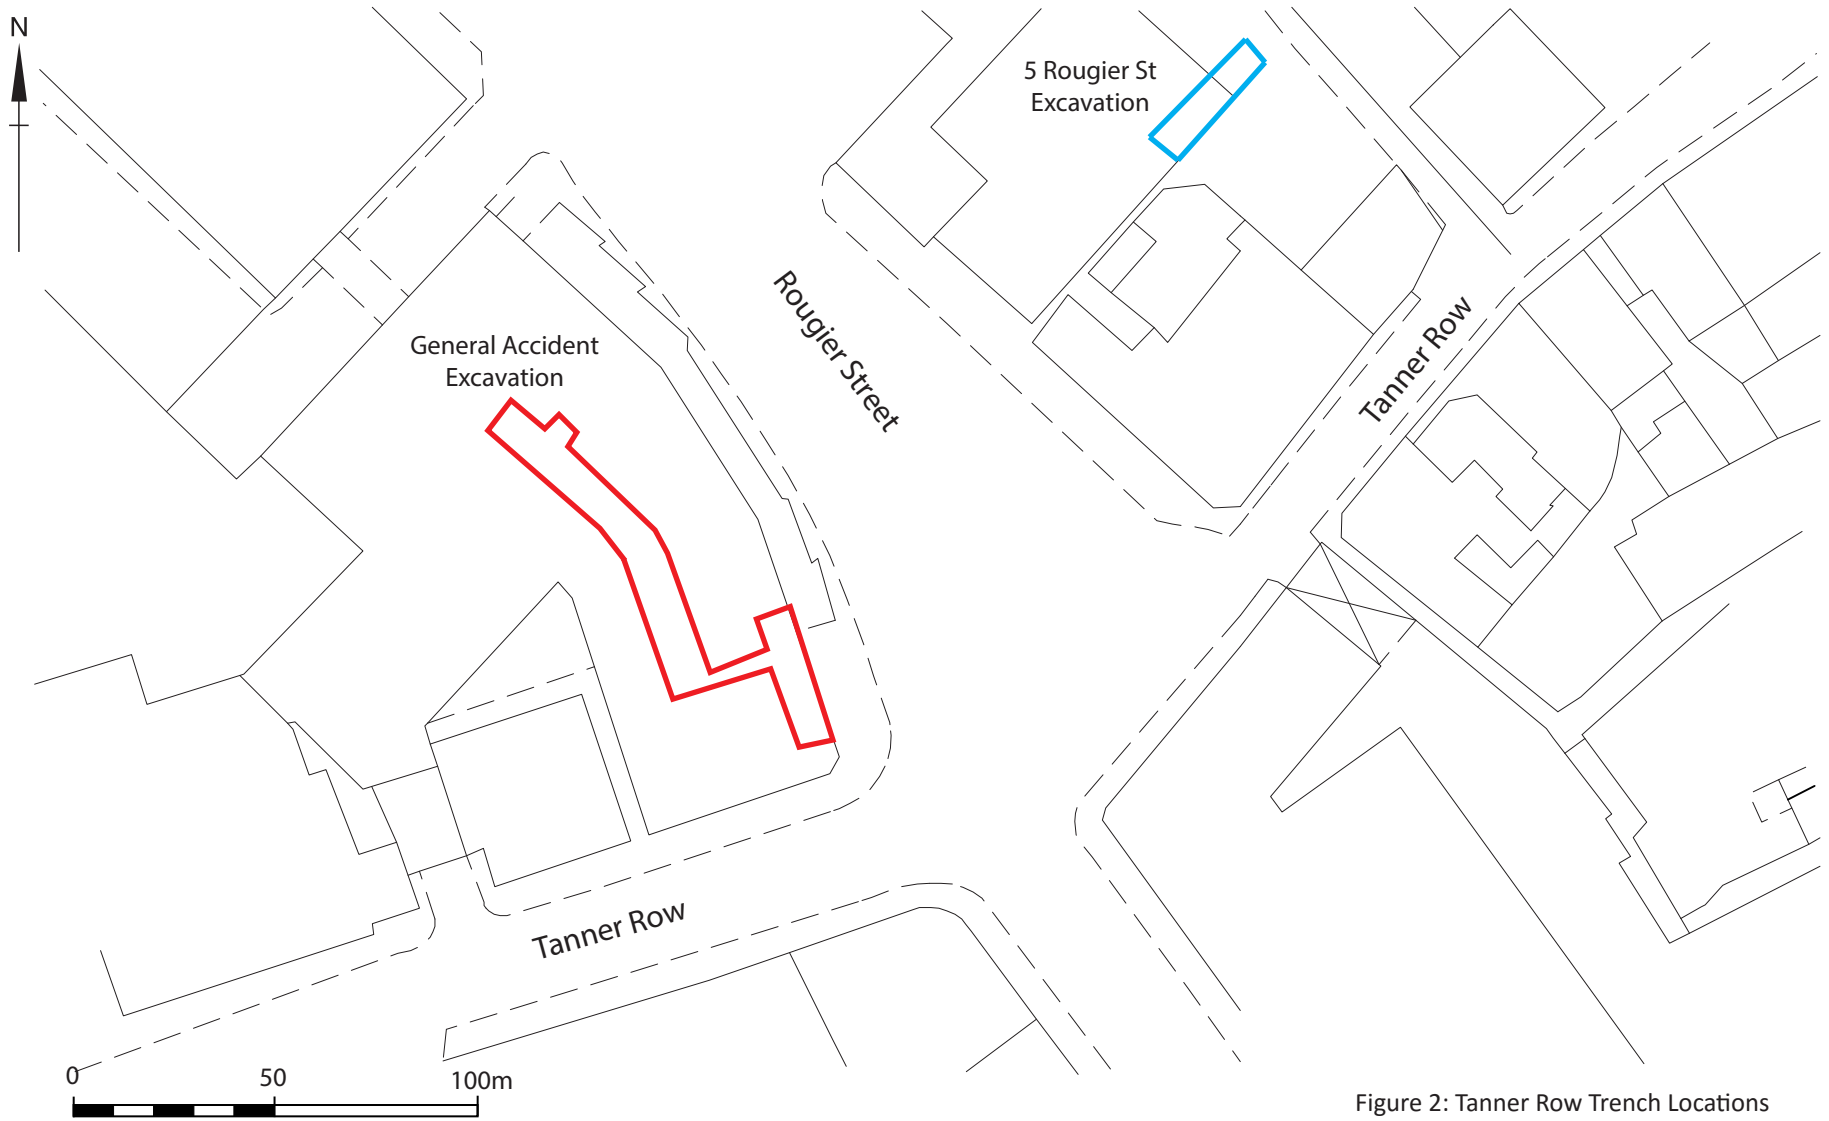 N
5 Rougier St
Excavation
Rougier Street
Tanner Row
General Accident
Excavation
Tanner Row
0 50 100m
Figure 2: Tanner Row Trench Locations